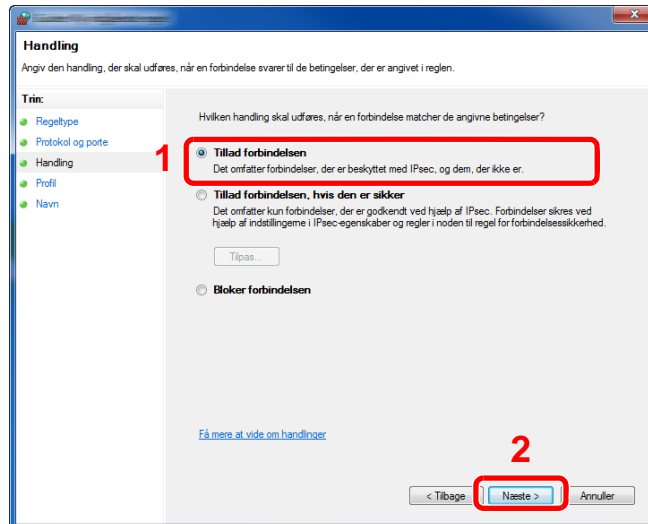 Handling
Angiv den handling, der skal udføres, når en forbindelse svarer til de betingelser, der er angivet i reglen.
Trin:
Regeltype
Protokol og porte
Handling
Profil
Navn
Hvilken handling skal udføres, når en forbindelse matcher de angivne betingelser?
1
Tillad forbindelsen
Det omfatter forbindelser, der er beskyttet med IPsec, og dem, der ikke er.
Tillad forbindelsen, hvis den er sikker
Det omfatter kun forbindelser, der er godkendt ved hjælp af IPsec. Forbindelser sikres ved
hjælp af indstillingerne i IPsec-egenskaber og regler i noden til regel for forbindelsessikkerhed.
Tilpas...
Bloker forbindelsen
Få mere at vide om handlinger
2
< Tilbage
Næste >
Annuller